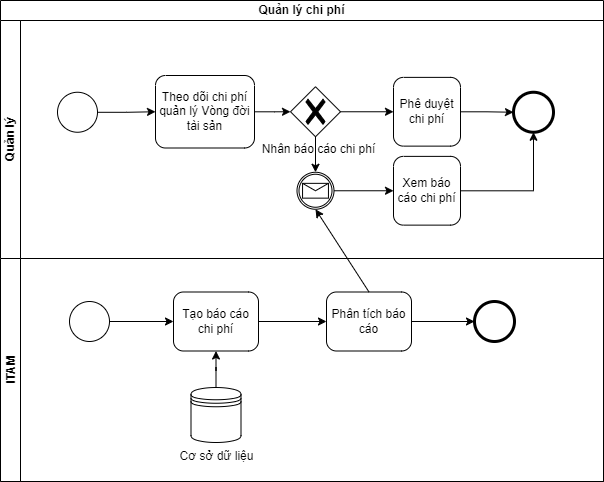 Quản lý chi phí
Quản lý
Theo dõi chi phí
quản lý Vòng đời
tài sản
Phê duyệt
chi phí
Nhân báo cáo chi phí
Xem báo
cáo chi phí
ITAM
Tạo báo cáo
chi phí
Phân tích báo
cáo
Cơ sở dữ liệu